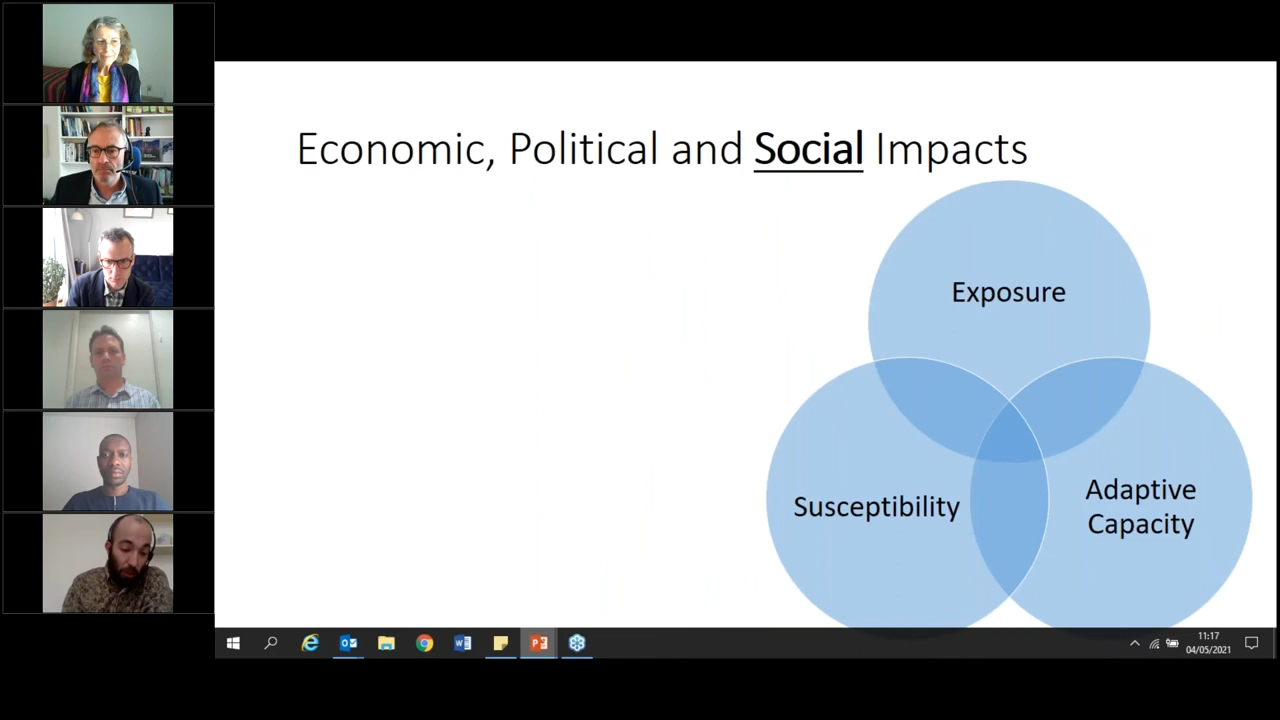 Economic, Political and Social Impacts
Exposure
Susceptibility
Adaptive
Capacity
11:17
04/05/2021